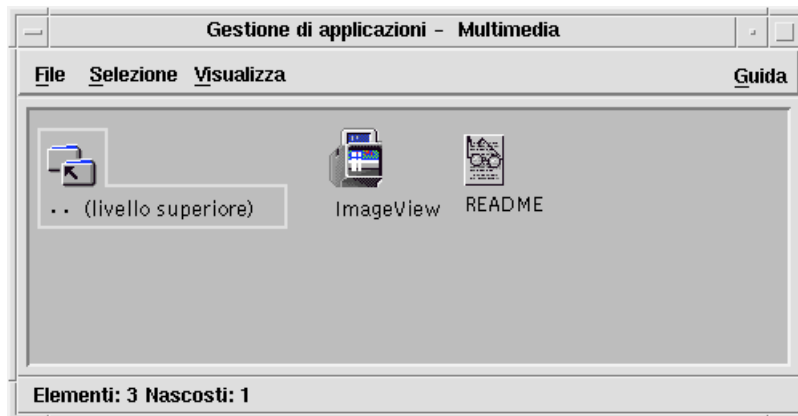 Gestione di applicazioni - Multimedia
File Selezione Visualizza Guida
.. (livello superiore) ImageView README
Elementi: 3 Nascosti: 1